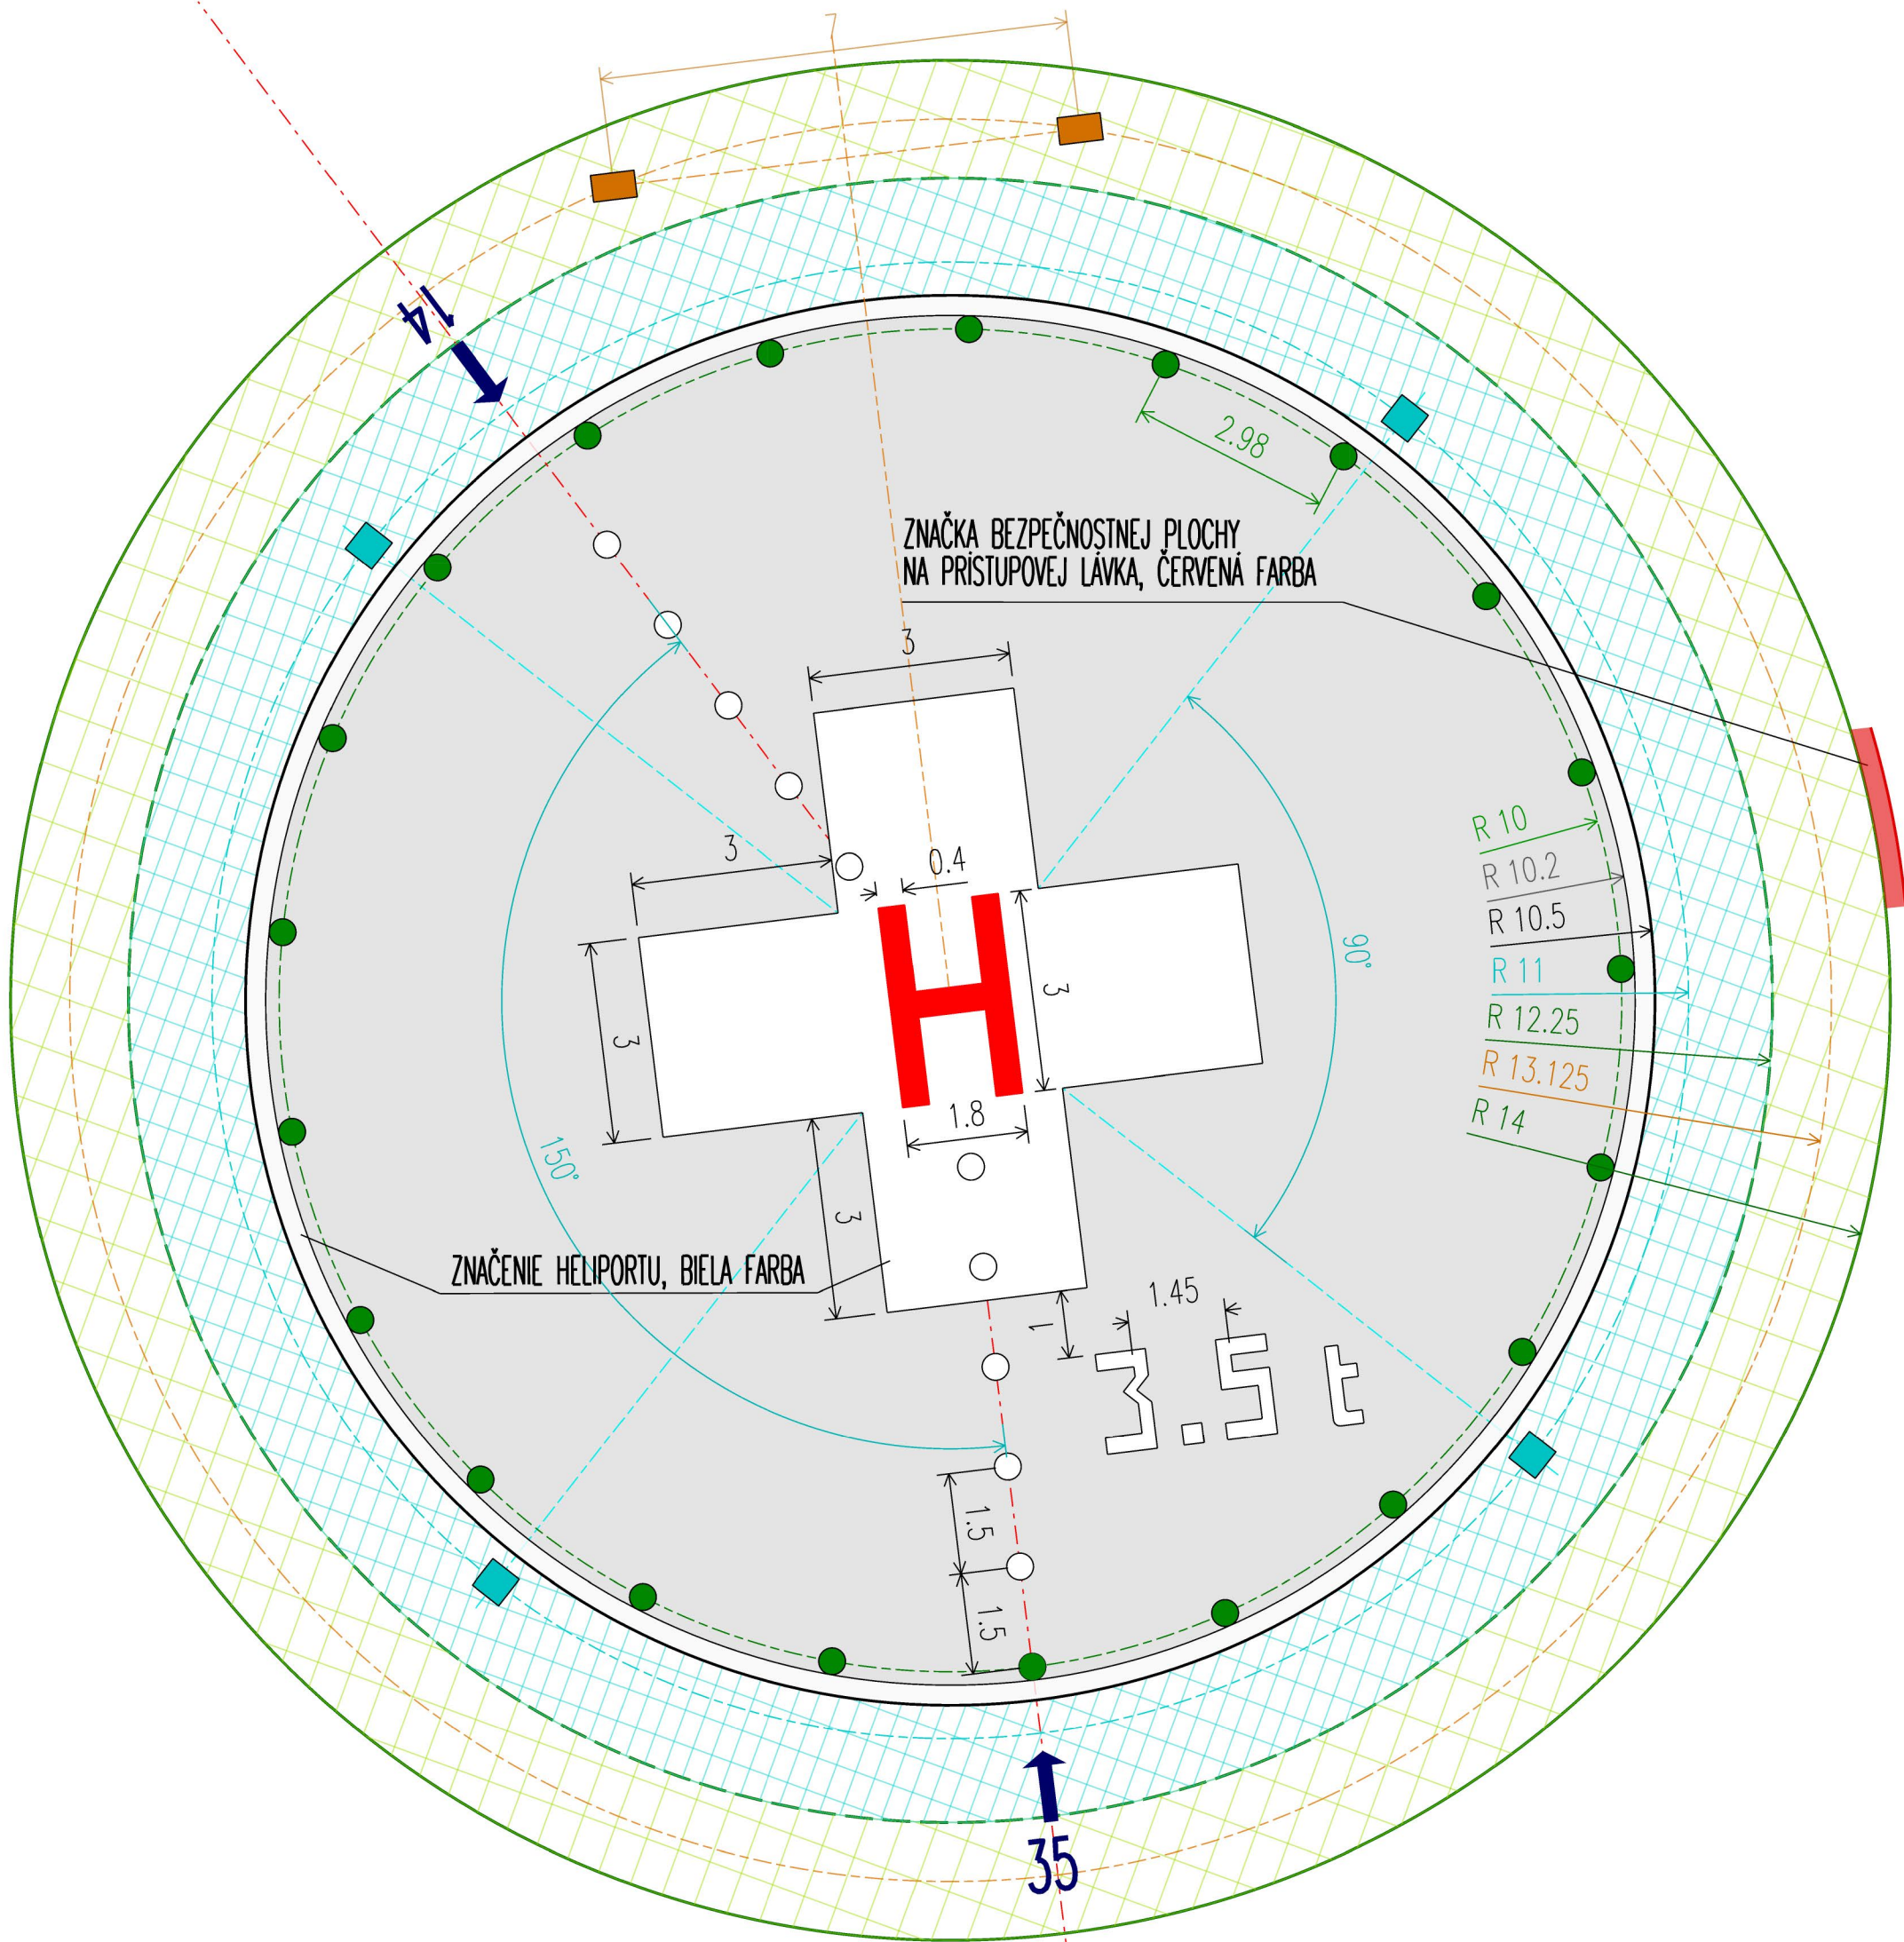 7
14
2.98
ZNAČKA BEZPEČNOSTNEJ PLOCHY
NA PRÍSTUPOVEJ LÁVKA, ČERVENÁ FARBA
3
3
0.4
H
3
3
1.8
3
90°
150°
R 10
R 10.2
R 10.5
R 11
R 12.25
R 13.125
R 14
ZNAČENIE HELIPORTU, BIELA FARBA
1
1.45
3.5 t
1.5
1.5
35